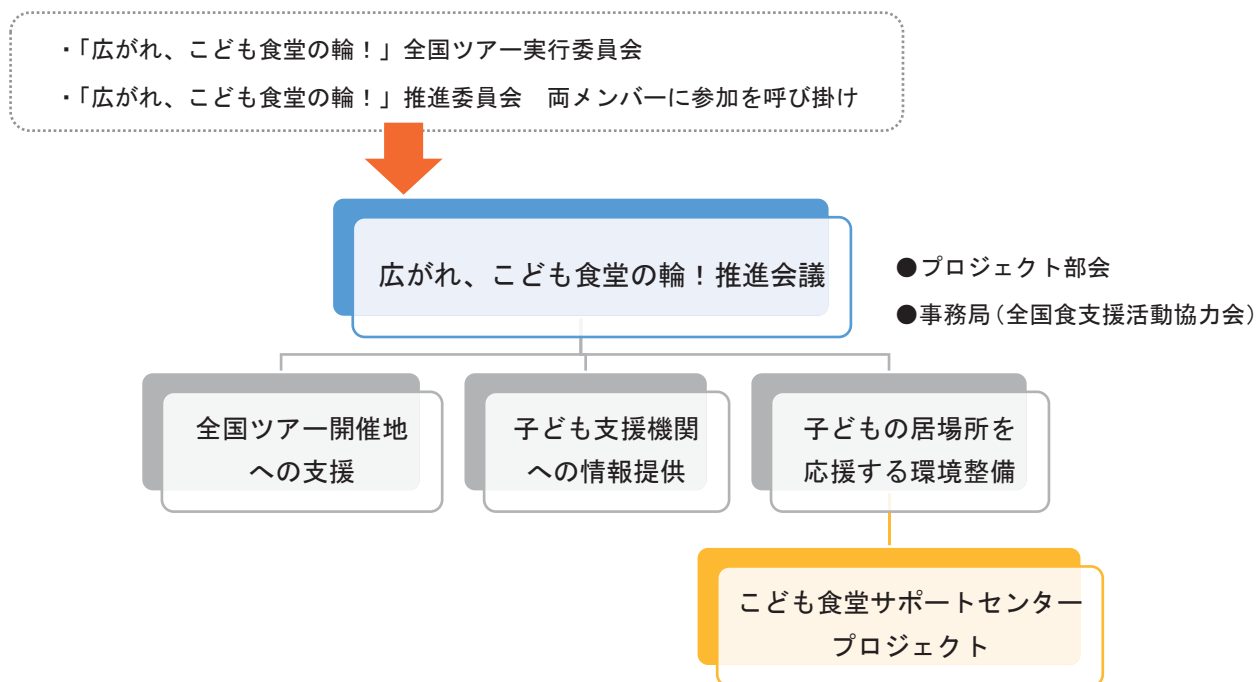 ・「広がれ、こども食堂の輪！」全国ツアー実行委員会
・「広がれ、こども食堂の輪！」推進委員会　両メンバーに参加を呼び掛け
広がれ、こども食堂の輪！推進会議
●プロジェクト部会
●事務局（全国食支援活動協力会）
全国ツアー開催地
への支援
子ども支援機関
への情報提供
子どもの居場所を
応援する環境整備
こども食堂サポートセンター
プロジェクト